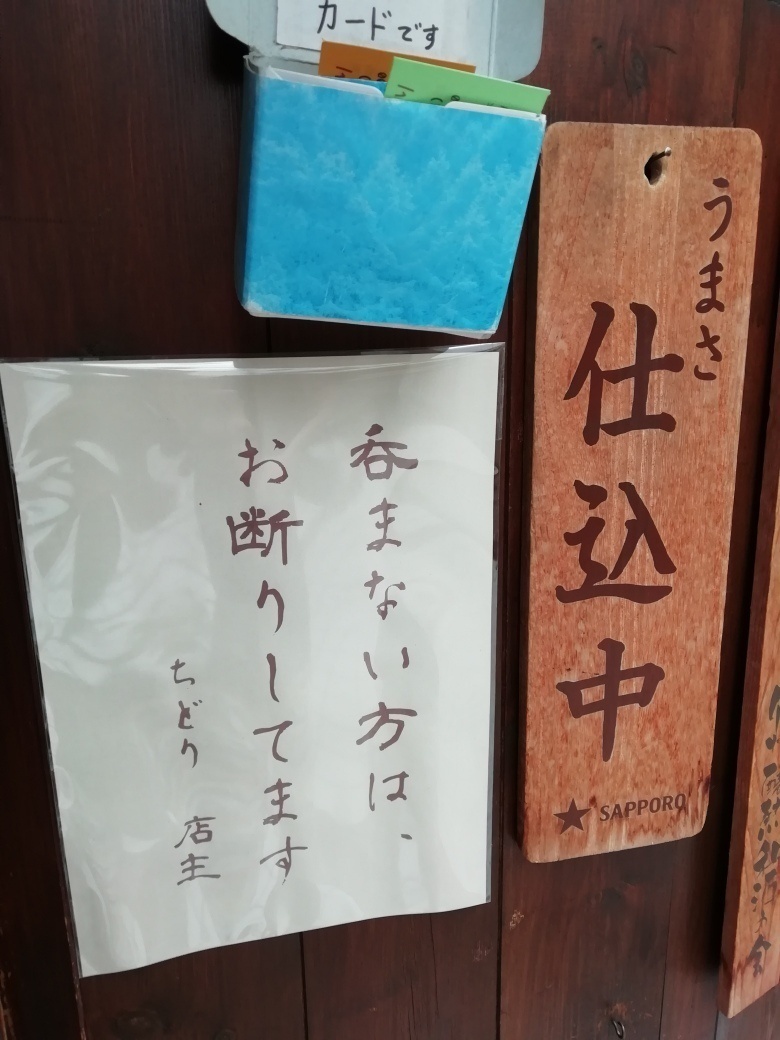 カードです
うまさ
仕込中
SAPPORO
呑まない方は、
お断りしてます
ちどり 店主